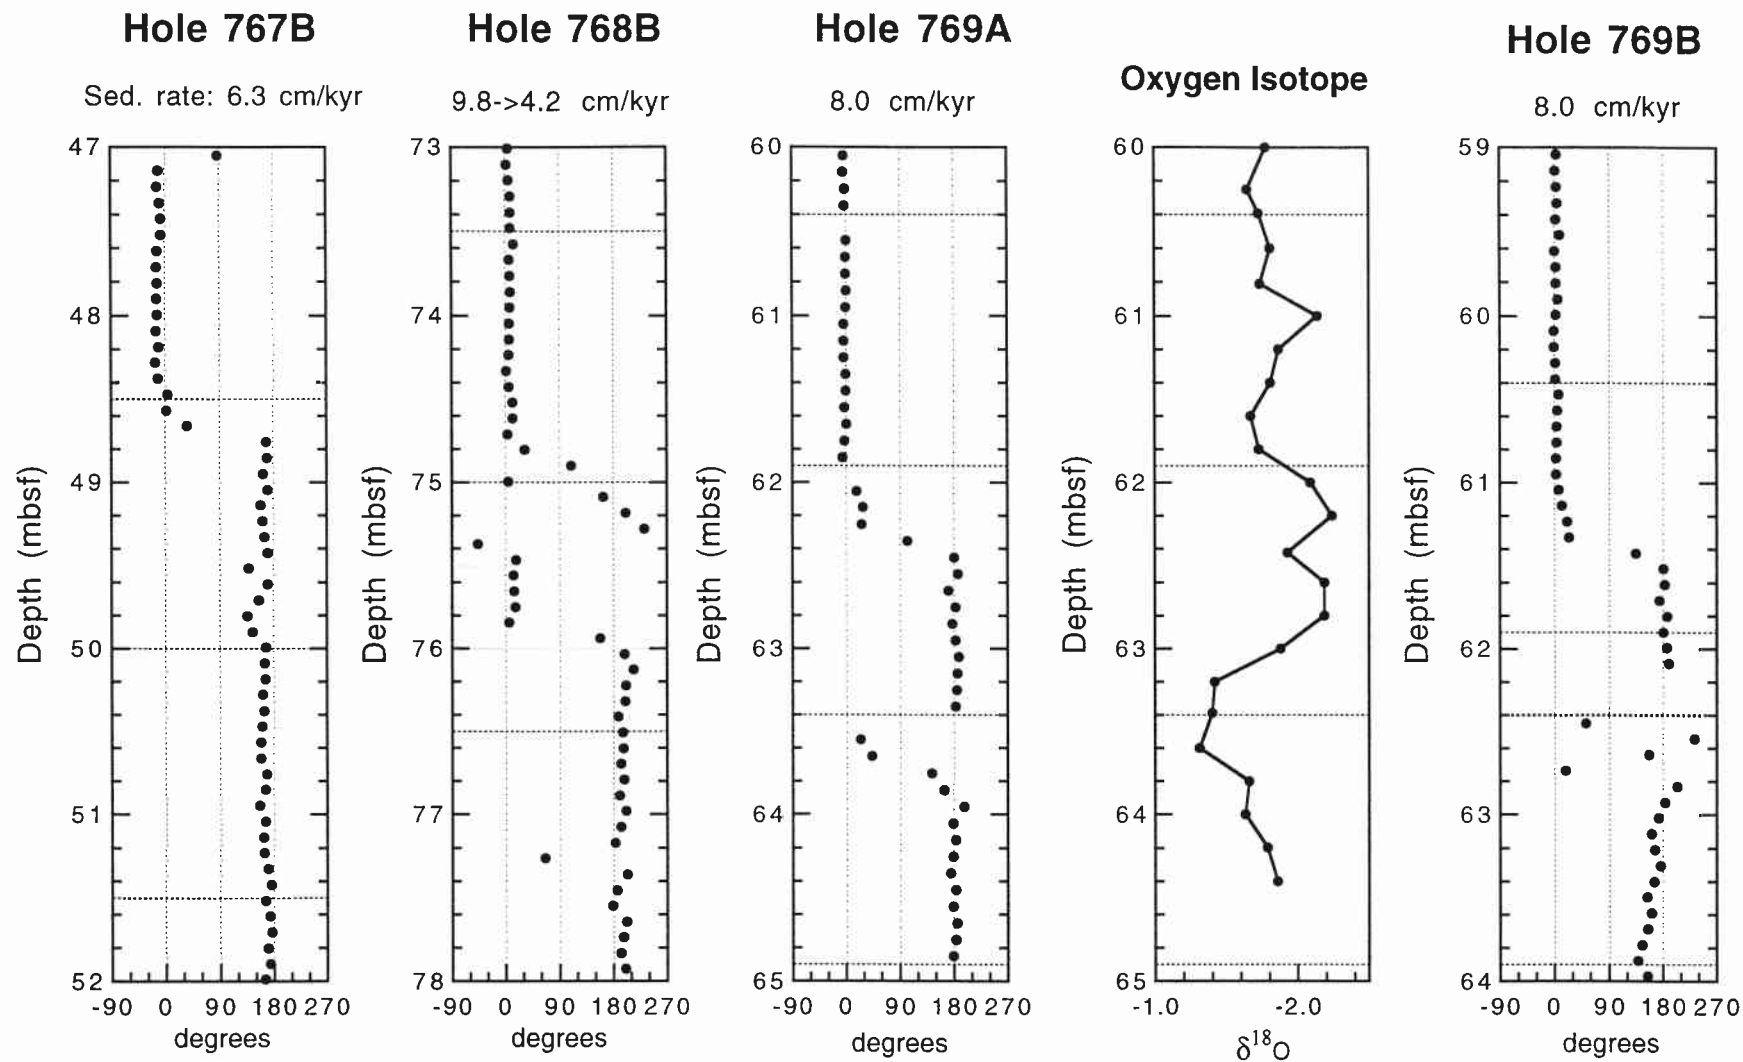 Hole 767B
Hole 768B
Hole 769A
Oxygen Isotope
Hole 769B
Sed. rate: 6.3 cm/kyr
9.8->4.2 cm/kyr
8.0 cm/kyr
8.0 cm/kyr
Depth (mbsf)
47
48
49
50
51
52
-90 0 90 180 270
degrees
Depth (mbsf)
73
74
75
76
77
78
-90 0 90 180 270
degrees
Depth (mbsf)
60
61
62
63
64
65
-90 0 90 180 270
degrees
Depth (mbsf)
60
61
62
63
64
65
-1.0 -2.0
δ18O
Depth (mbsf)
59
60
61
62
63
64
-90 0 90 180 270
degrees